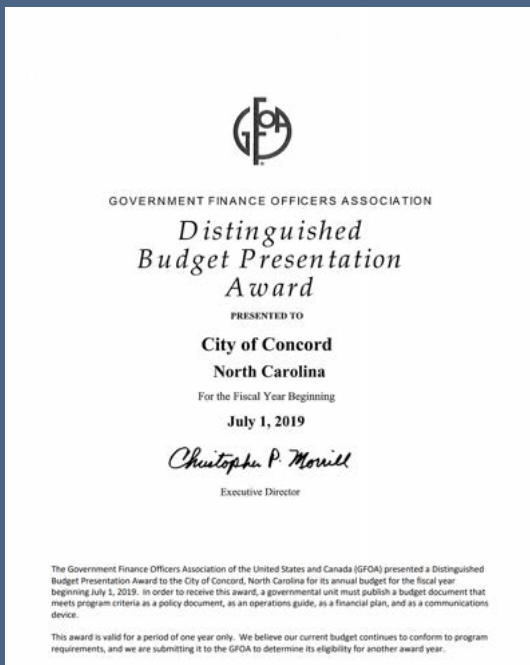 GFOA
GOVERNMENT FINANCE OFFICERS ASSOCIATION
Distinguished
Budget Presentation
Award
PRESENTED TO
City of Concord
North Carolina
For the Fiscal Year Beginning
July 1, 2019
Christopher P. Morrill
Executive Director
The Government Finance Officers Association of the United States and Canada (GFOA) presented a Distinguished
Budget Presentation Award to the City of Concord, North Carolina for its annual budget for the fiscal year
beginning July 1, 2019. In order to receive this award, a governmental unit must publish a budget document that
meets program criteria as a policy document, as an operations guide, as a financial plan, and as a communications
device.
This award is valid for a period of one year only. We believe our current budget continues to conform to program
requirements, and we are submitting it to the GFOA to determine its eligibility for another award year.